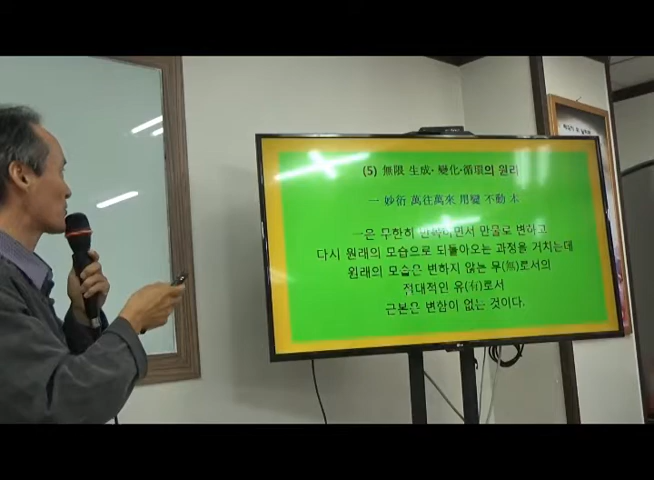 (5) 無限 生成·變化·循環의 원리
一 妙衍 萬往萬來 用變 不動 本
一은 무한히 반복하면서 만물로 변하고
다시 원래의 모습으로 되돌아오는 과정을 거치는데
원래의 모습은 변하지 않는 무(無)로서의
절대적인 유(有)로서
근본은 변함이 없는 것이다.